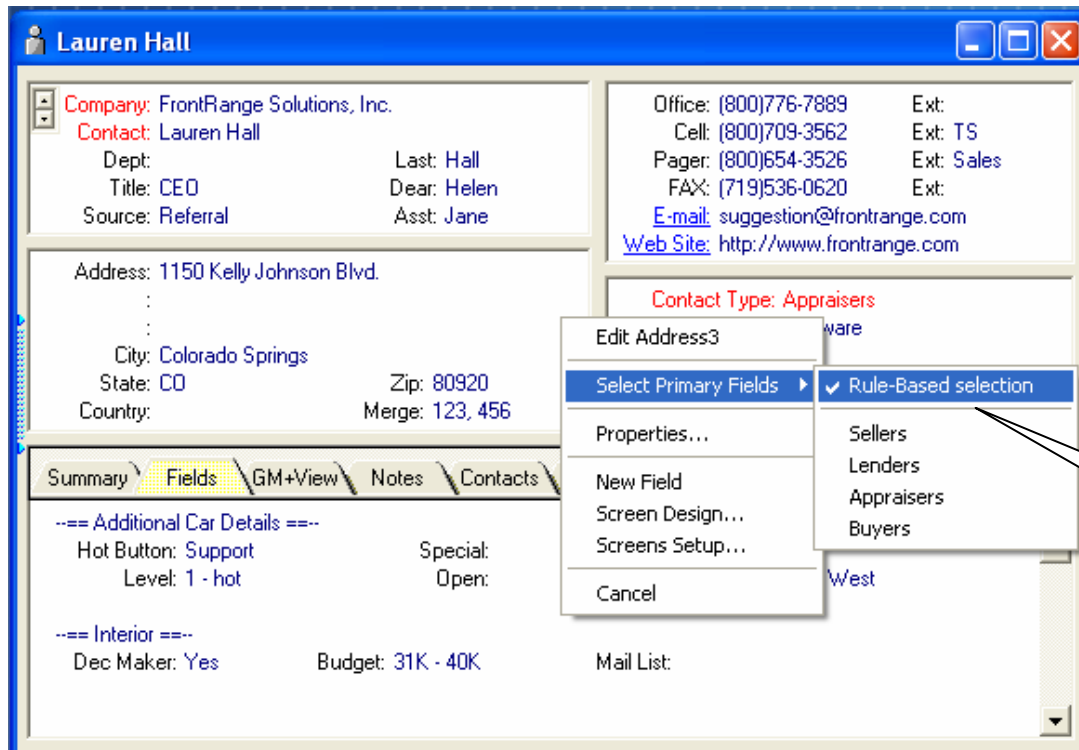 Lauren Hall
Company: FrontRange Solutions, Inc.
Contact: Lauren Hall
Dept: Last: Hall
Title: CEO Dear: Helen
Source: Referral Asst: Jane
Office: (800)776-7889 Ext:
Cell: (800)709-3562 Ext: TS
Pager: (800)654-3526 Ext: Sales
FAX: (719)536-0620 Ext:
E-mail: suggestion@frontrange.com
Web Site: http://www.frontrange.com
Address: 1150 Kelly Johnson Blvd.
:
:
City: Colorado Springs
State: CO Zip: 80920
Country: Merge: 123, 456
Contact Type: Appraisers
ware
Edit Address3
Select Primary Fields
Properties...
New Field
Screen Design...
Screens Setup...
Cancel
Rule-Based selection
Sellers
Lenders
Appraisers
Buyers
Summary Fields GM+View Notes Contacts
--== Additional Car Details ==--
Hot Button: Support Special:
Level: 1 - hot Open: West
--== Interior ==--
Dec Maker: Yes Budget: 31K - 40K Mail List: